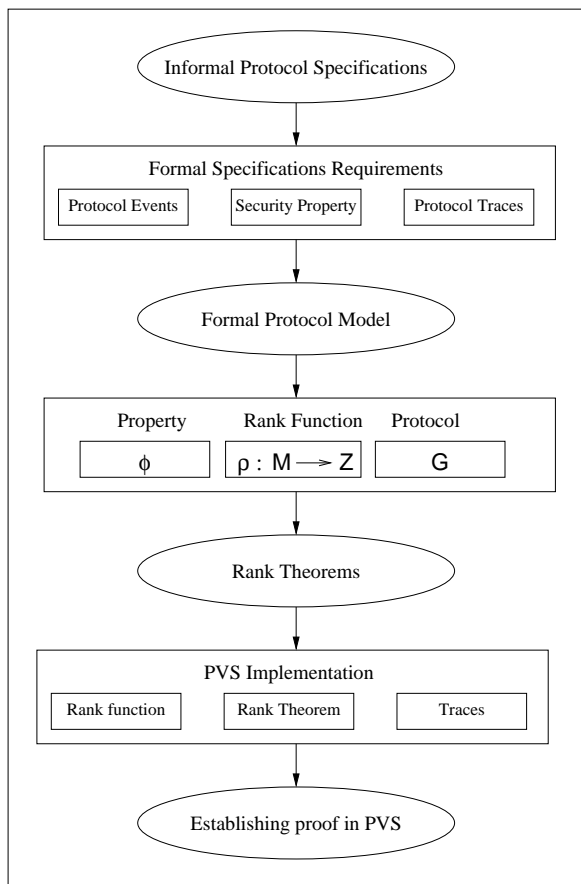 Informal Protocol Specifications
Formal Specifications Requirements
Protocol Events Security Property Protocol Traces
Formal Protocol Model
Property Rank Function Protocol
ϕ ρ : M → Z G
Rank Theorems
PVS Implementation
Rank function Rank Theorem Traces
Establishing proof in PVS